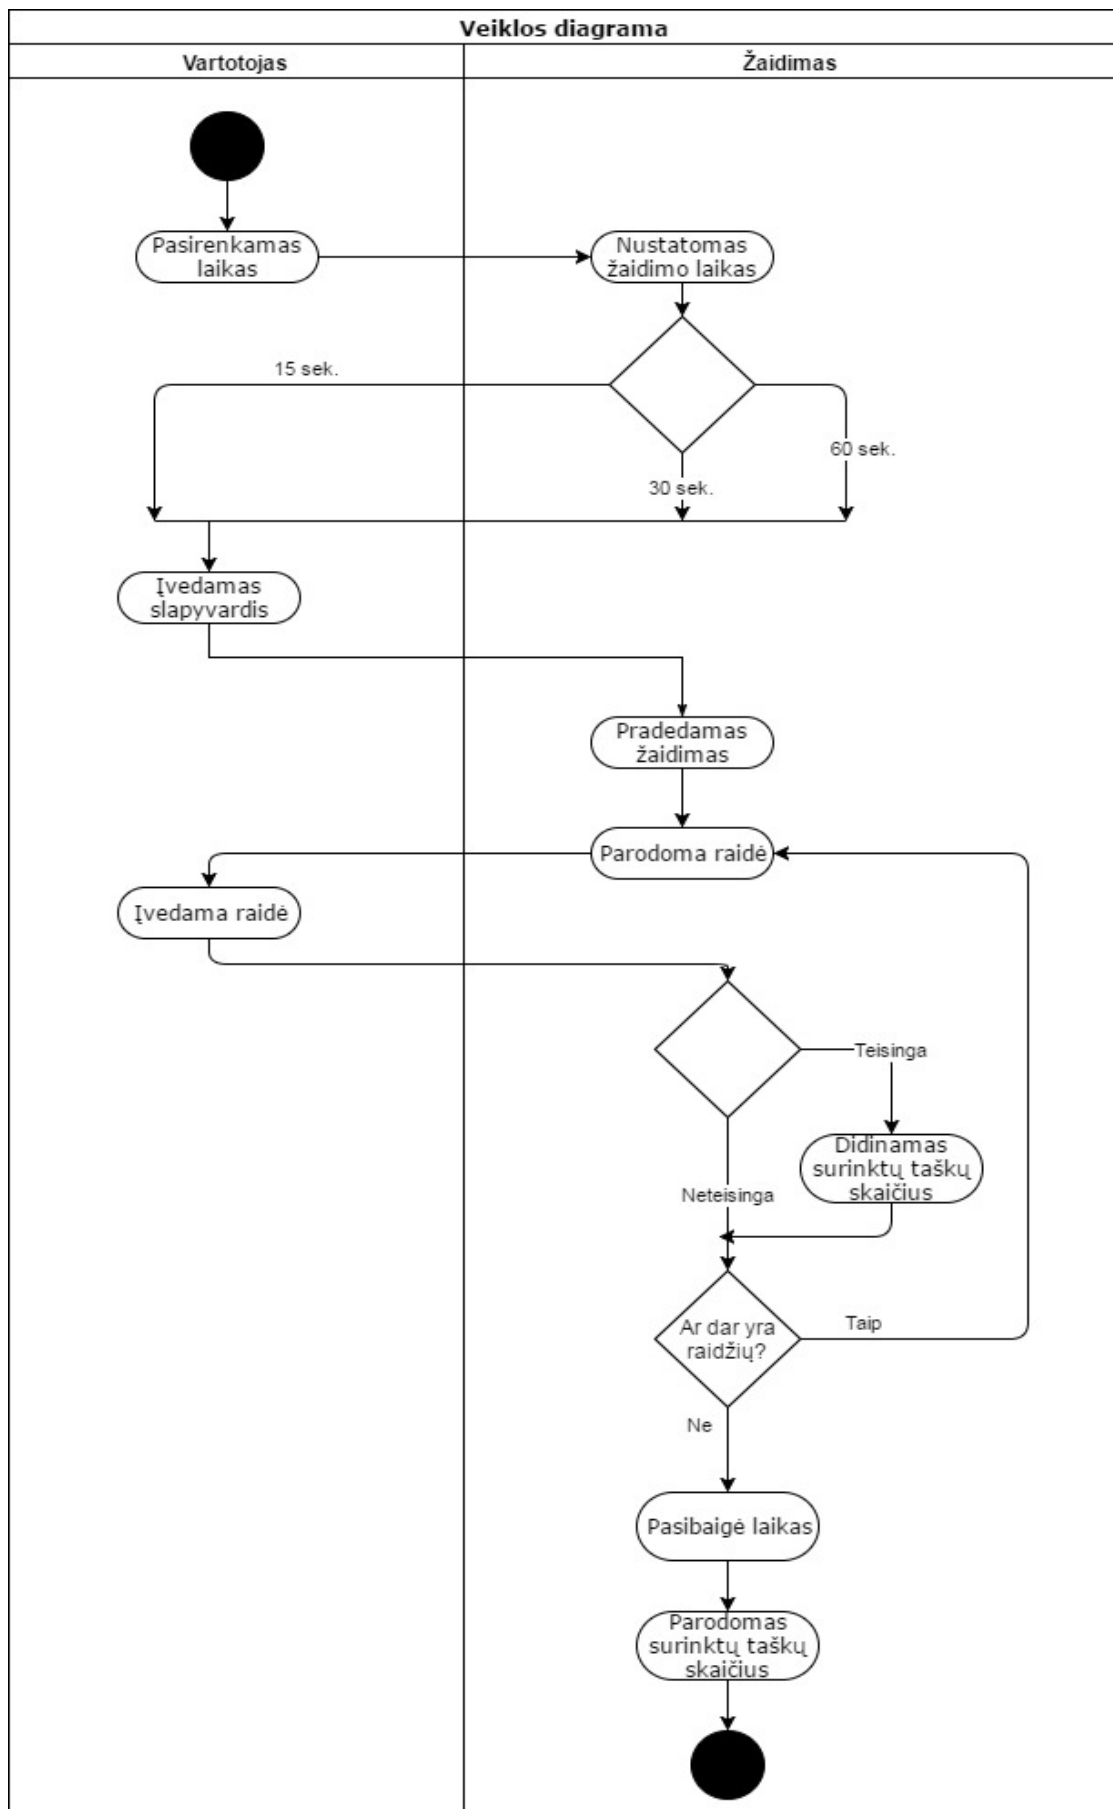 Veiklos diagrama
Vartotojas
Žaidimas
Pasirenkamas
laikas
Nustatomas
žaidimo laikas
15 sek.
60 sek.
30 sek.
Įvedamas
slapyvardis
Pradedamas
žaidimas
Parodoma raidė
Įvedama raidė
Teisinga
Didinamas
surinktų taškų
skaičius
Neteisinga
Ar dar yra
raidžių?
Taip
Ne
Pasibaigė laikas
Parodomas
surinktų taškų
skaičius